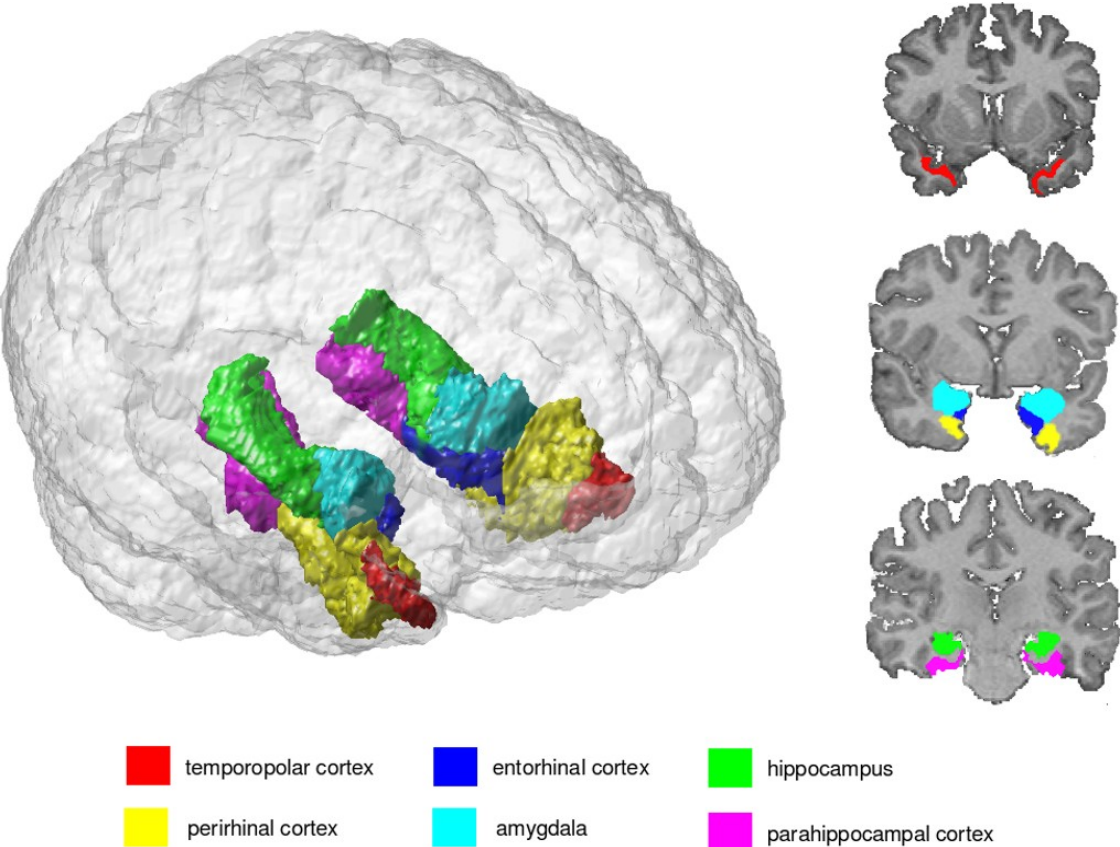 temporopolar cortex
entorhinal cortex
hippocampus
perirhinal cortex
amygdala
parahippocampal cortex